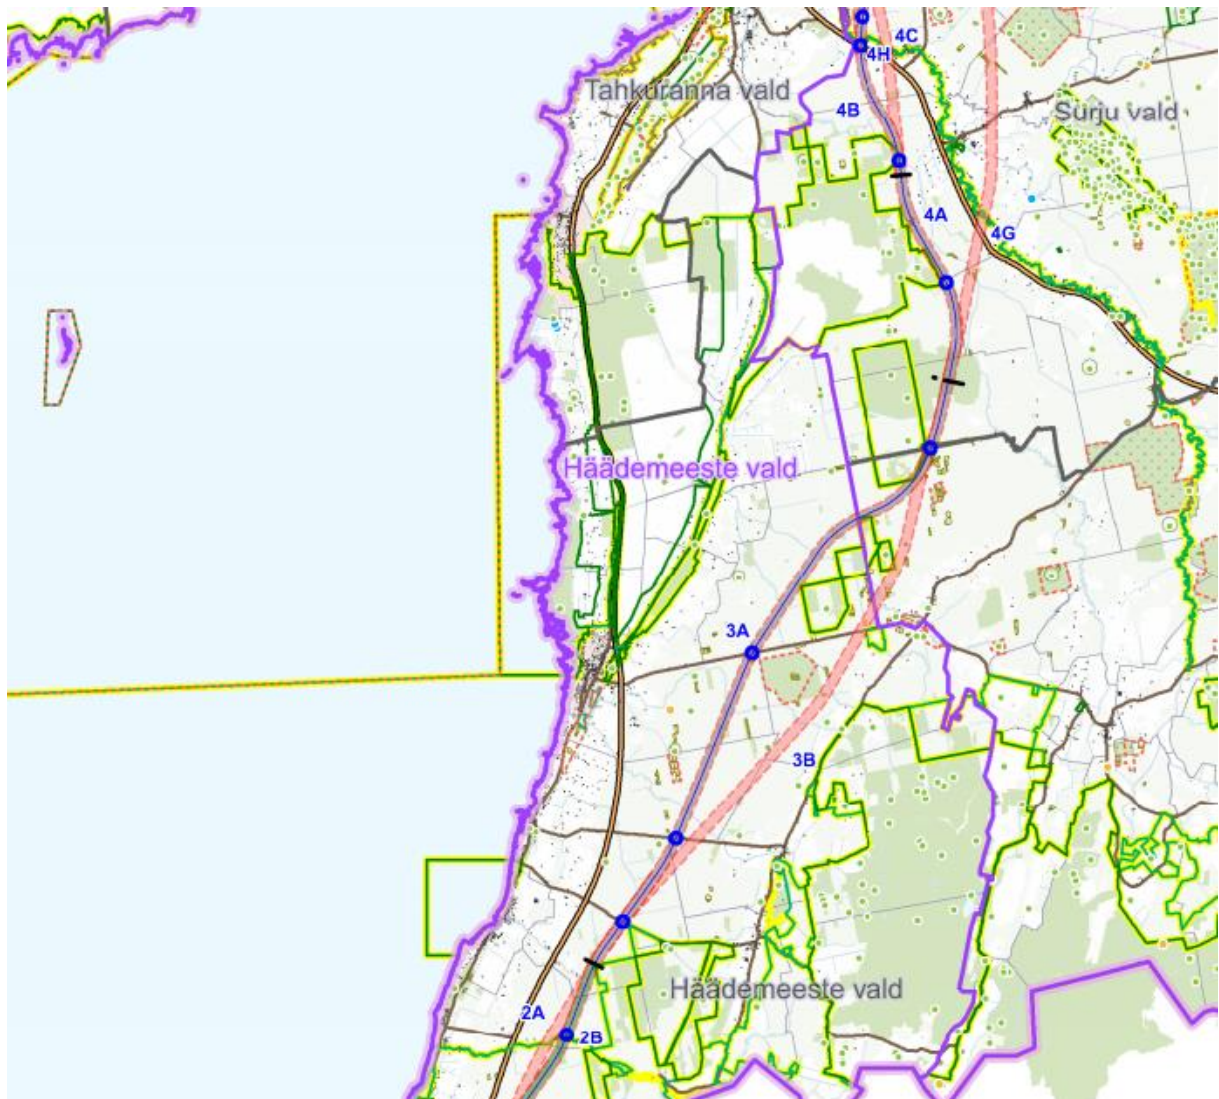 4C
4H
Tahkuranna vald
4B
Surju vald
4A
4G
Häädemeeste vald
3A
3B
Häädemeeste vald
2A
2B